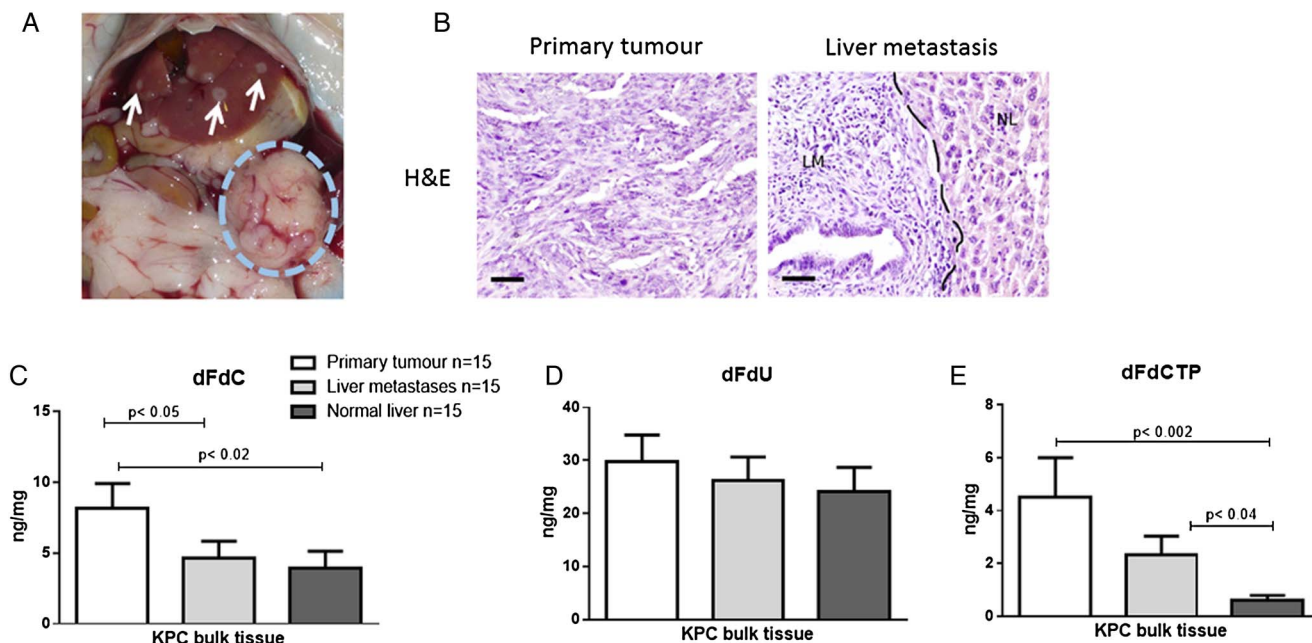 A
B
Primary tumour
Liver metastasis
H&E
LM
NL
C
dFdC
Primary tumour n=15
Liver metastases n=15
Normal liver n=15
15
10
5
0
ng/mg
p< 0.05
p< 0.02
KPC bulk tissue
D
dFdU
40
30
20
10
0
ng/mg
KPC bulk tissue
E
dFdCTP
8
6
4
2
0
ng/mg
p< 0.002
p< 0.04
KPC bulk tissue